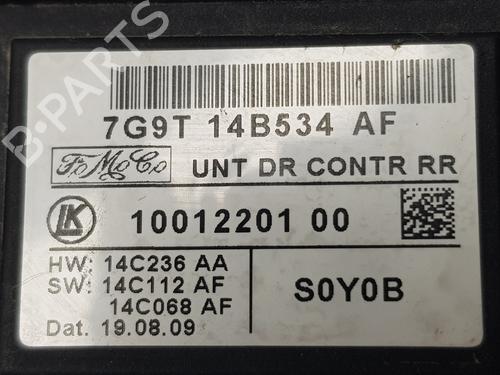 B-PARTS
7G9T 14B534 AF
FoMoCo UNT DR CONTR RR
LK 10012201 00
HW: 14C236 AA
SW: 14C112 AF
14C068 AF
S0Y0B
Dat. 19.08.09